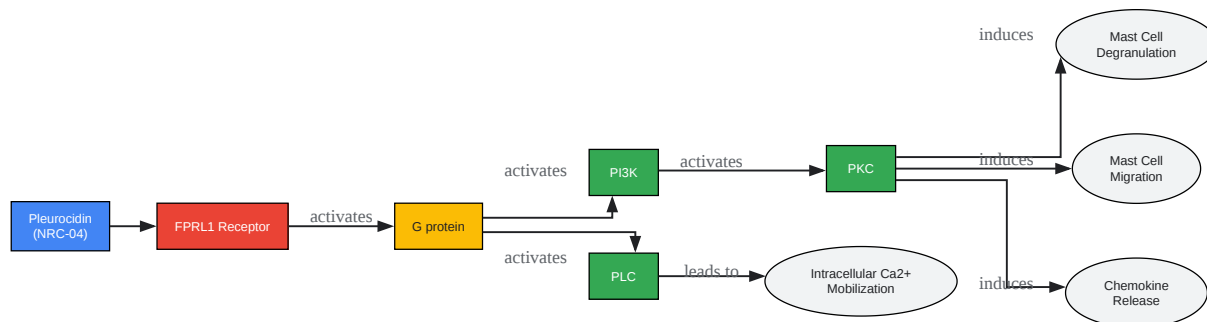 Pleurocidin
(NRC-04)
FPRL1 Receptor
activates
G protein
activates
PI3K
activates
PKC
induces
Mast Cell
Degranulation
induces
Mast Cell
Migration
induces
Chemokine
Release
activates
PLC
leads to
Intracellular Ca2+
Mobilization